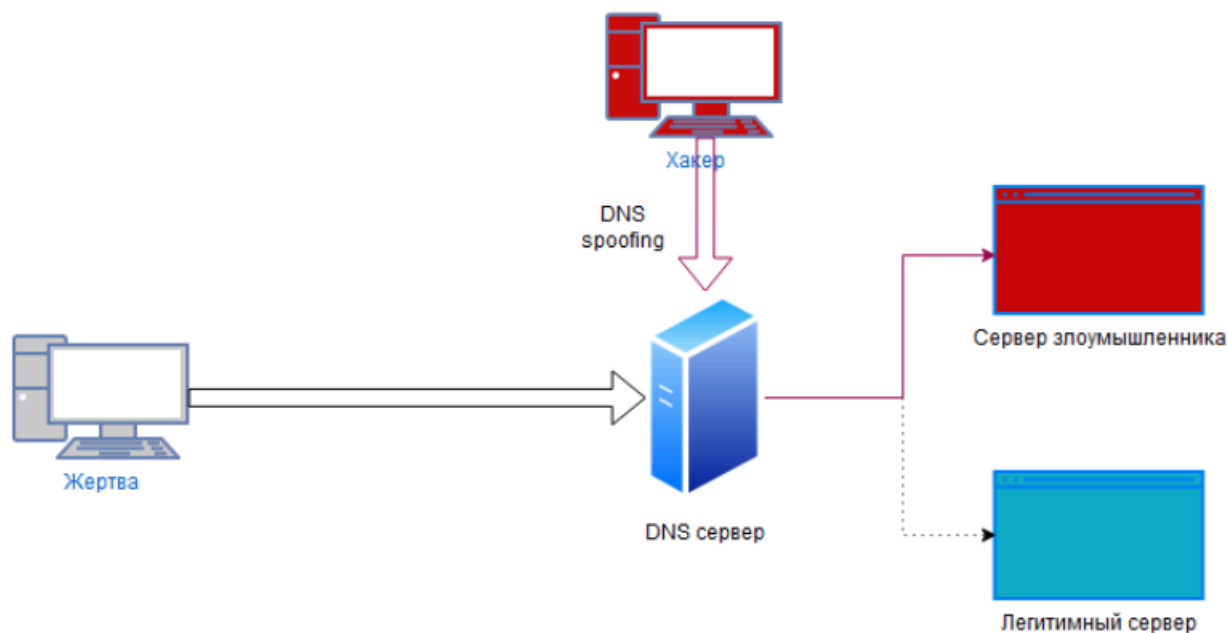 Хакер
DNS
spoofing
Сервер злоумышленника
Жертва
DNS сервер
Легитимный сервер